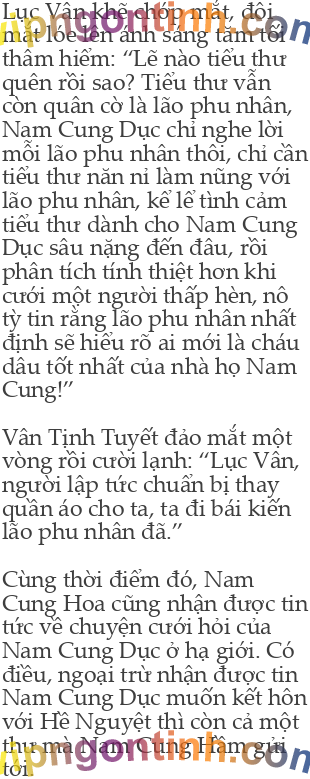 Lục Vân khẽ chớp mắt, đôi
mắt lóe lên ánh sáng tăm tối
thâm hiểm: “Lẽ nào tiểu thư
quên rồi sao? Tiểu thư vẫn
còn quân cờ là lão phu nhân,
Nam Cung Dục chỉ nghe lời
mỗi lão phu nhân thôi, chỉ cần
tiểu thư năn nỉ làm nũng với
lão phu nhân, kể lể tình cảm
tiểu thư dành cho Nam Cung
Dục sâu nặng đến đâu, rồi
phân tích tính thiệt hơn khi
cưới một người thấp hèn, nô
tỳ tin rằng lão phu nhân nhất
định sẽ hiểu rõ ai mới là cháu
dâu tốt nhất của nhà họ Nam
Cung!”
Vân Tịnh Tuyết đảo mắt một
vòng rồi cười lạnh: “Lục Vân,
người lập tức chuẩn bị thay
quần áo cho ta, ta đi bái kiến
lão phu nhân đã.”
Cùng thời điểm đó, Nam
Cung Hoa cũng nhận được tin
tức về chuyện cưới hỏi của
Nam Cung Dục ở hạ giới. Có
điều, ngoại trừ nhận được tin
Nam Cung Dục muốn kết hôn
với Hề Nguyệt thì còn cả một
thư mà Nam Cung Hâm gửi
tới.
vipngontinh.com
vipngontinh.com